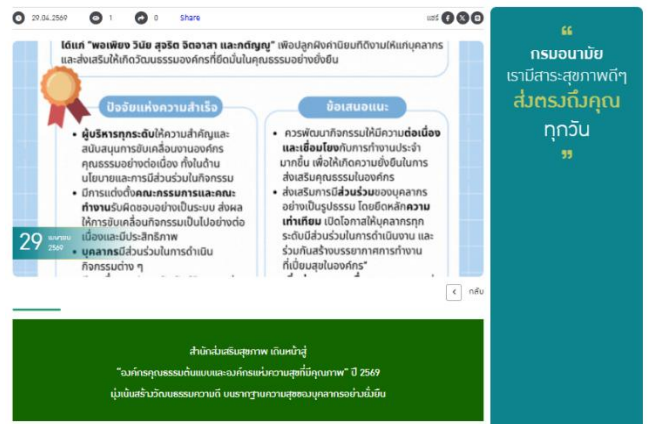 29.04.2569 1 0 Share แชร์
ได้แก่ "พอเพียง วินัย สุจริต จิตอาสา และกตัญญู" เพื่อปลูกฝังค่านิยมที่ดีงามให้แก่บุคลากร
และส่งเสริมให้เกิดวัฒนธรรมองค์กรที่ยึดมั่นในคุณธรรมอย่างยั่งยืน
ปัจจัยแห่งความสำเร็จ
• ผู้บริหารทุกระดับให้ความสำคัญและ
สนับสนุนการขับเคลื่อนงานองค์กร
คุณธรรมอย่างต่อเนื่อง ทั้งในด้าน
นโยบายและการมีส่วนร่วมในกิจกรรม
• มีการแต่งตั้งคณะกรรมการและคณะ
ทำงานรับผิดชอบอย่างเป็นระบบ ส่งผล
ให้การขับเคลื่อนกิจกรรมเป็นไปอย่างต่อ
เนื่องและมีประสิทธิภาพ
• บุคลากรมีส่วนร่วมในการดำเนิน
กิจกรรมต่าง ๆ
ข้อเสนอแนะ
• ควรพัฒนากิจกรรมให้มีความต่อเนื่อง
และเชื่อมโยงกับการทำงานประจำ
มากขึ้น เพื่อให้เกิดความยั่งยืนในการ
ส่งเสริมคุณธรรมในองค์กร
• ส่งเสริมการมีส่วนร่วมของบุคลากร
อย่างเป็นรูปธรรม โดยยึดหลักความ
เท่าเทียม เปิดโอกาสให้บุคลากรทุก
ระดับมีส่วนร่วมในการดำเนินงาน และ
ร่วมกันสร้างบรรยากาศการทำงาน
ที่เปี่ยมสุขในองค์กร"
29 เมษายน
2569
กลับ
สำนักส่งเสริมสุขภาพ เดินหน้าสู่
"องค์กรคุณธรรมต้นแบบและองค์กรแห่งความสุขที่มีคุณภาพ" ปี 2569
มุ่งเน้นสร้างวัฒนธรรมความดี บนรากฐานความสุขของบุคลากรอย่างยั่งยืน
"
กรมอนามัย
เรามีสาระสุขภาพดีๆ
ส่งตรงถึงคุณ
ทุกวัน
"